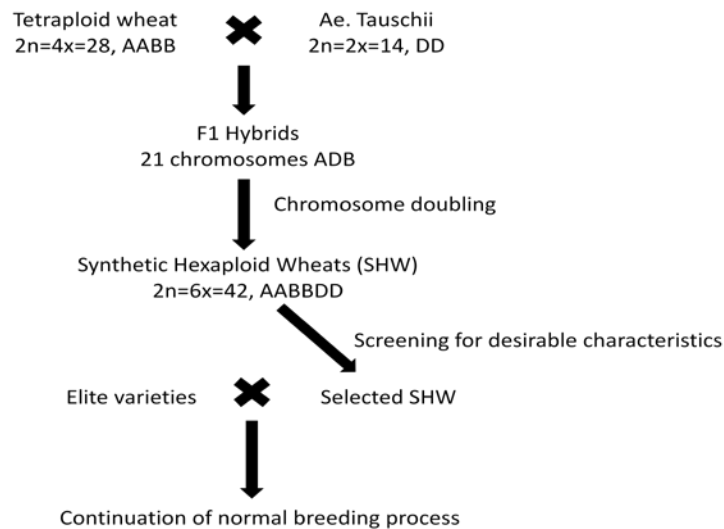 Tetraploid wheat
2n=4x=28, AABB
Ae. Tauschii
2n=2x=14, DD
F1 Hybrids
21 chromosomes ADB
Chromosome doubling
Synthetic Hexaploid Wheats (SHW)
2n=6x=42, AABBDD
Screening for desirable characteristics
Elite varieties
Selected SHW
Continuation of normal breeding process